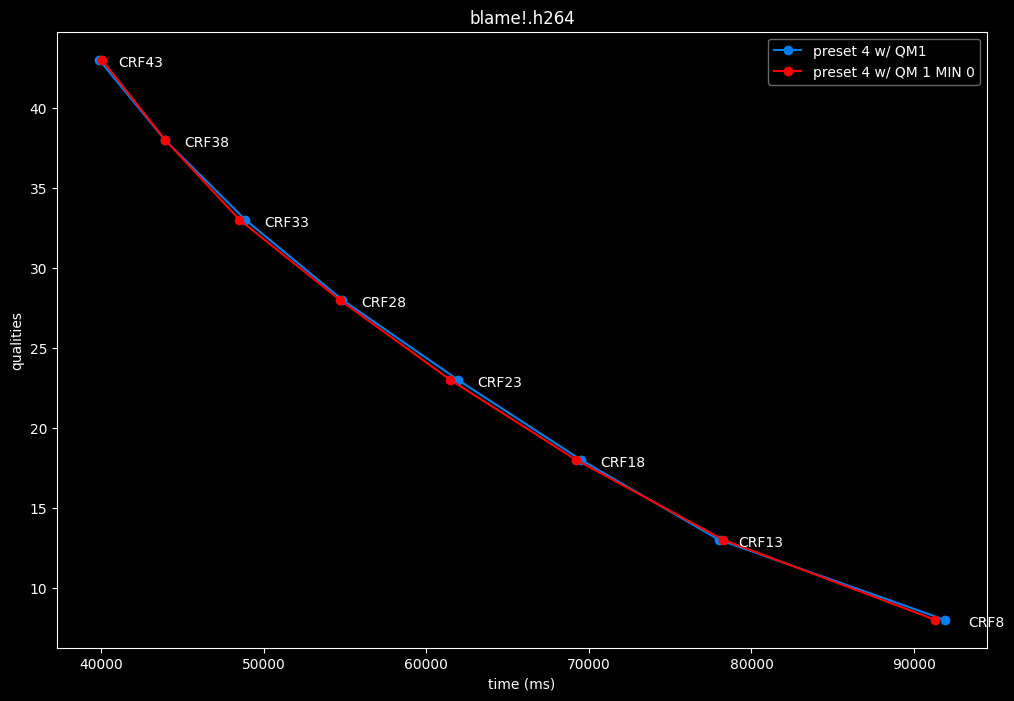 blame!.h264
preset 4 w/ QM1
preset 4 w/ QM 1 MIN 0
CRF43
CRF38
CRF33
CRF28
CRF23
CRF18
CRF13
CRF8
qualities
40
35
30
25
20
15
10
40000
50000
60000
70000
80000
90000
time (ms)